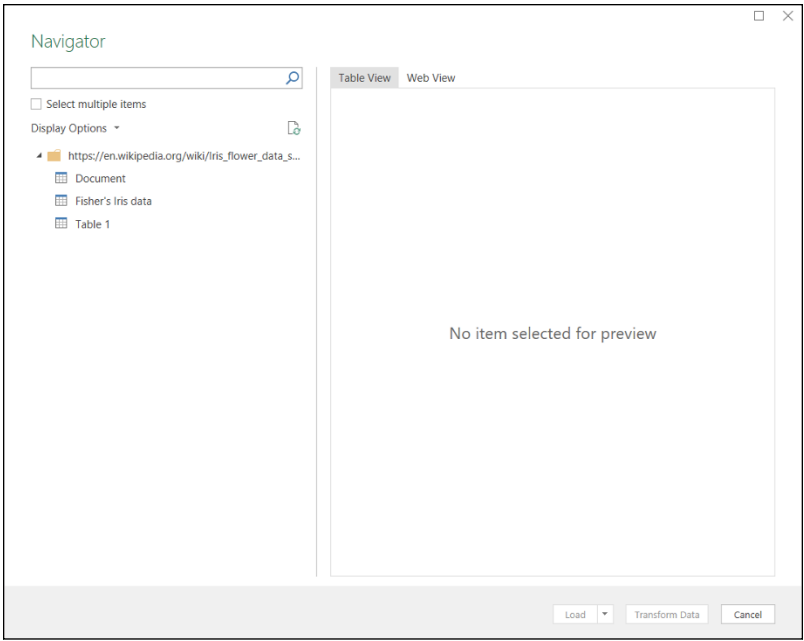 Navigator
Table View Web View
Select multiple items
Display Options
https://en.wikipedia.org/wiki/Iris_flower_data_s...
Document
Fisher's Iris data
Table 1
No item selected for preview
Load Transform Data Cancel